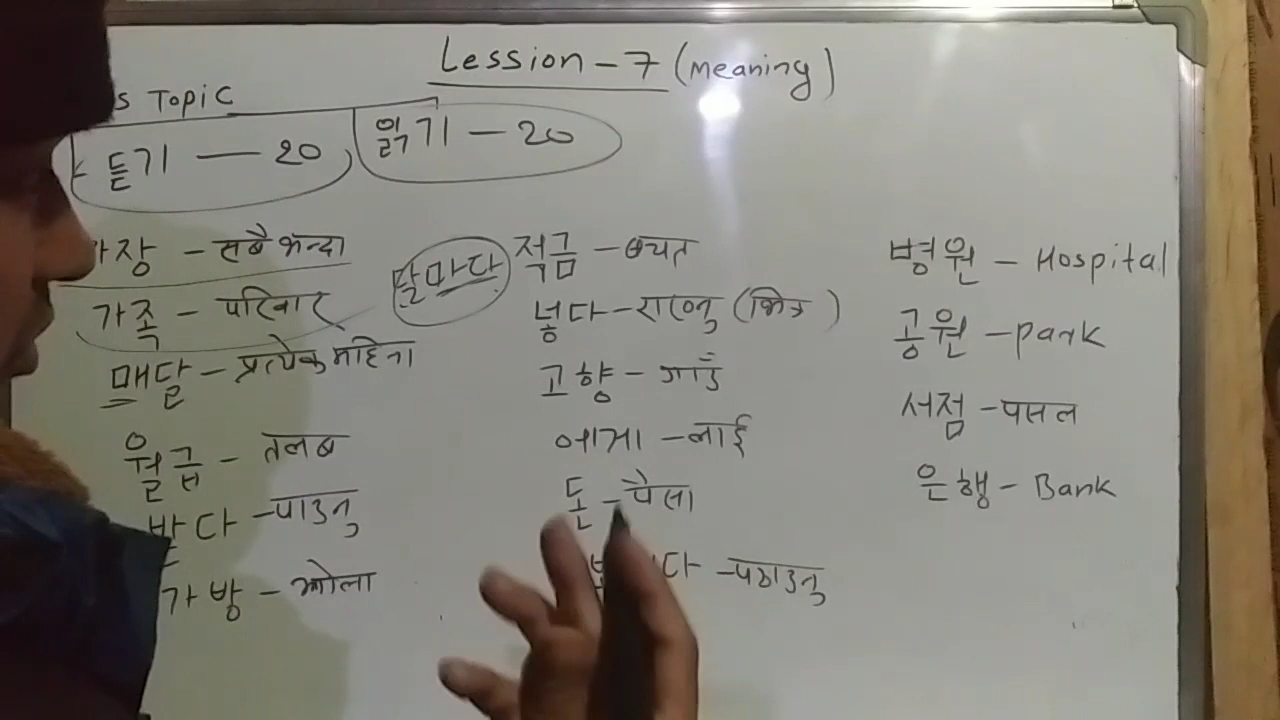 Lession - 7 (meaning)
s Topic
듣기 — 20
읽기 — 20
장 - सबै भन्दा
가족 - परिवार
매달 - प्रत्येक महिना
월급 - तलब
받다 - पाउनु
가방 - झोला
달마다
저금 - बचत
넣다 - राख्नु (भित्र)
고향 - गाउँ
에게 - लाई
돈 - पैसा
다 - पठाउनु
병원 - Hospital
공원 - park
서점 - पसल
은행 - Bank